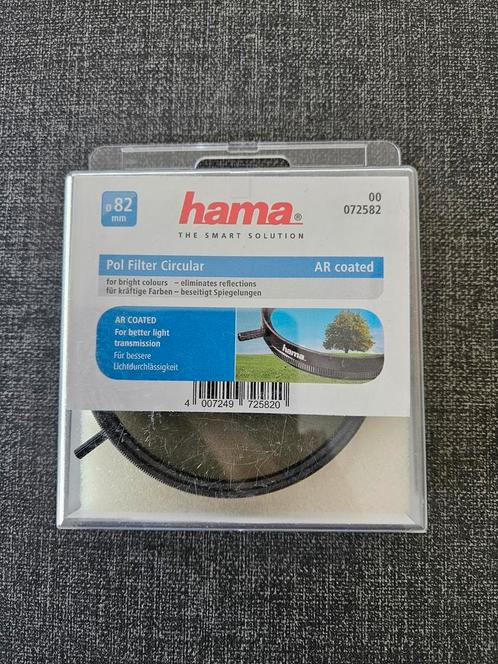 ø 82
mm
hama®
THE SMART SOLUTION
00
072582
Pol Filter Circular
AR coated
for bright colours – eliminates reflections
für kräftige Farben – beseitigt Spiegelungen
AR COATED
For better light
transmission
Für bessere
Lichtdurchlässigkeit
hama.
4 007249 725820